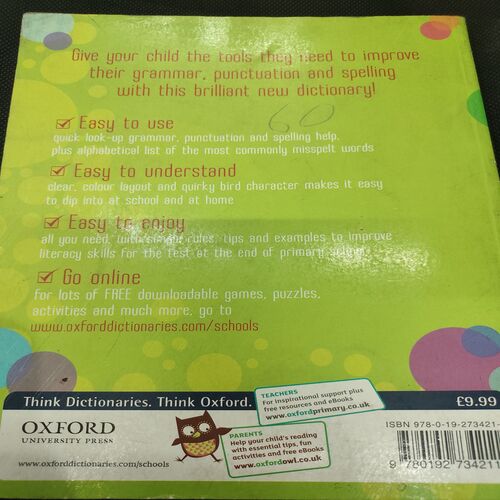 Give your child the tools they need to improve
their grammar, punctuation and spelling
with this brilliant new dictionary!
60
Easy to use
quick look-up grammar, punctuation and spelling help,
plus alphabetical list of the most commonly misspelt words
Easy to understand
clear, colour layout and quirky bird character makes it easy
to dip into at school and at home
Easy to enjoy
all you need, with simple rules, tips and examples to improve
literacy skills for the test at the end of primary school
Go online
for lots of FREE downloadable games, puzzles,
activities and much more, go to
www.oxforddictionaries.com/schools
Think Dictionaries. Think Oxford.
TEACHERS
For inspirational support plus
free resources and eBooks
www.oxfordprimary.co.uk
£9.99
OXFORD
UNIVERSITY PRESS
www.oxforddictionaries.com/schools
PARENTS
Help your child's reading
with essential tips, fun
activities and free eBooks
www.oxfordowl.co.uk
ISBN 978-0-19-273421-
9 780192 734211